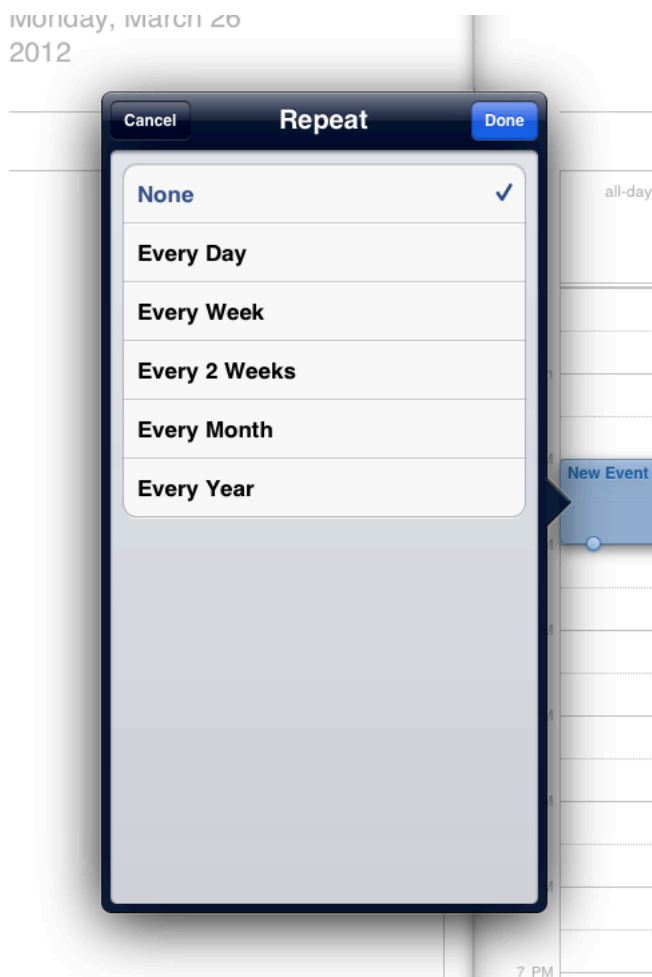 Monday, March 26
2012
Cancel
Repeat
Done
None
all-day
Every Day
Every Week
Every 2 Weeks
Every Month
New Event
Every Year
7 PM